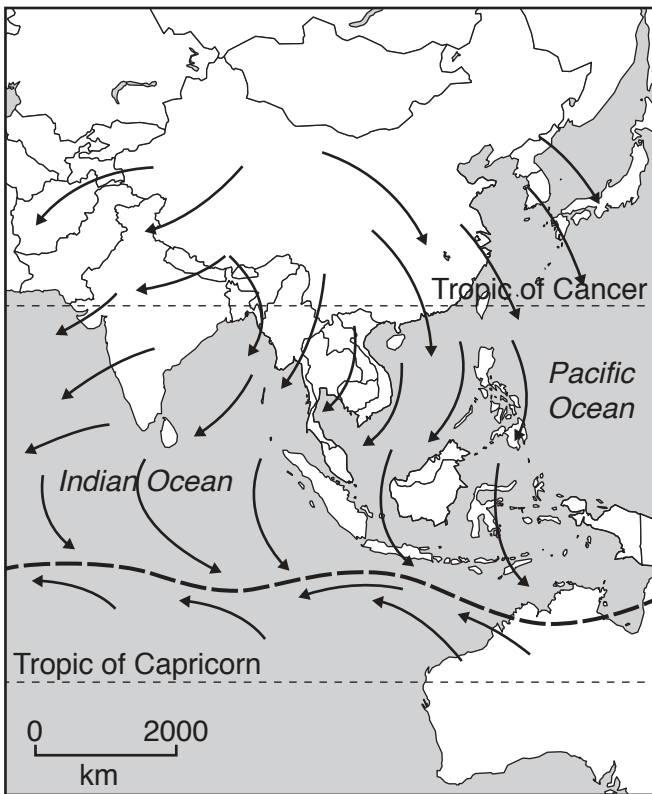 Tropic of Cancer
Pacific
Ocean
Indian Ocean
Tropic of Capricorn
0 2000
km